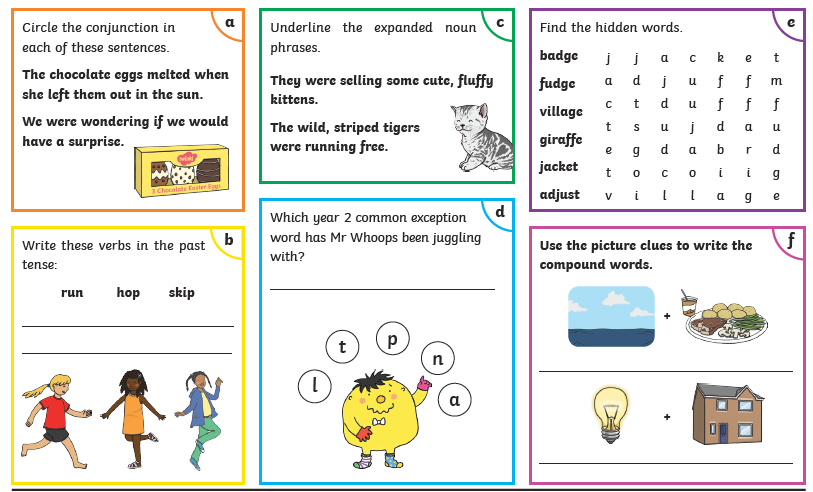 a
Circle the conjunction in
each of these sentences.
The chocolate eggs melted when
she left them out in the sun.
We were wondering if we would
have a surprise.
twinkl
3 Chocolate Easter Eggs
b
Write these verbs in the past
tense:
run hop skip
c
Underline the expanded noun
phrases.
They were selling some cute, fluffy
kittens.
The wild, striped tigers
were running free.
d
Which year 2 common exception
word has Mr Whoops been juggling
with?
l t p n a
e
Find the hidden words.
badge
fudge
village
giraffe
jacket
adjust
j j a c k e t
a d j u f f m
c t d u f f f
t s u j d a u
e g d a b r d
t o c o i i g
v i l l a g e
f
Use the picture clues to write the
compound words.
+
+